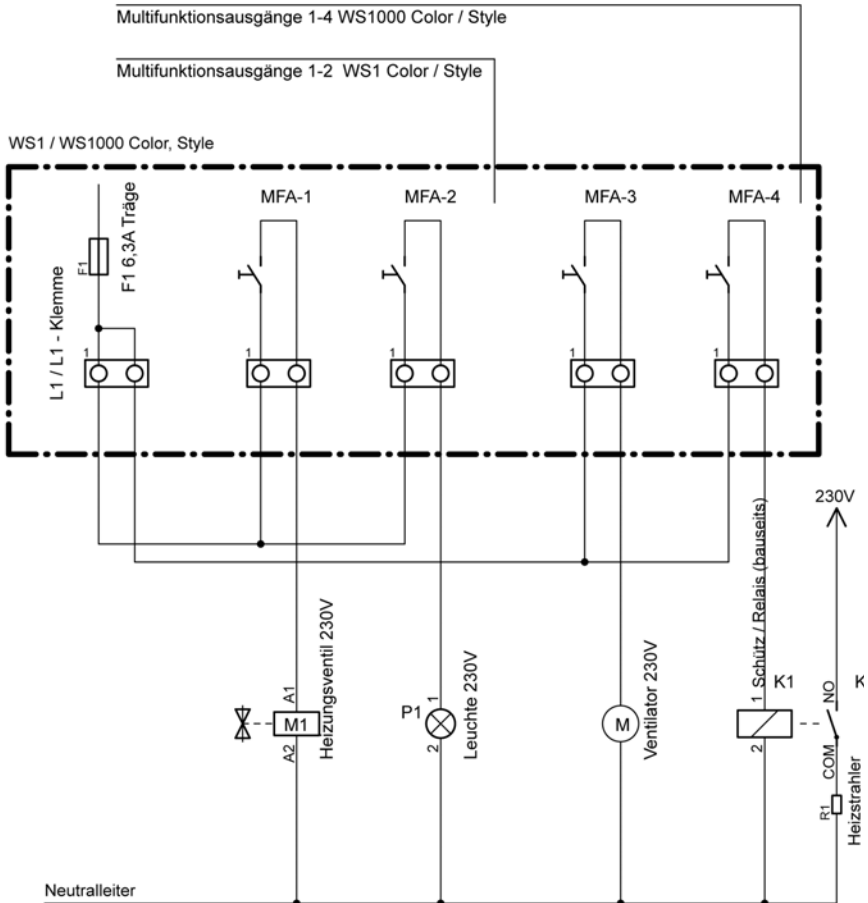 Multifunktionsausgänge 1-4 WS1000 Color / Style
Multifunktionsausgänge 1-2 WS1 Color / Style
WS1 / WS1000 Color, Style
MFA-1
MFA-2
MFA-3
MFA-4
F1
F1 6,3A Träge
L1 / L1 - Klemme
1
1
1
1
1
230V
A1
M1
A2
Heizungsventil 230V
P1
1
2
Leuchte 230V
M
Ventilator 230V
Schütz / Relais (bauseits)
1
2
K1
NO
COM
K
R1
Heizstrahler
Neutralleiter